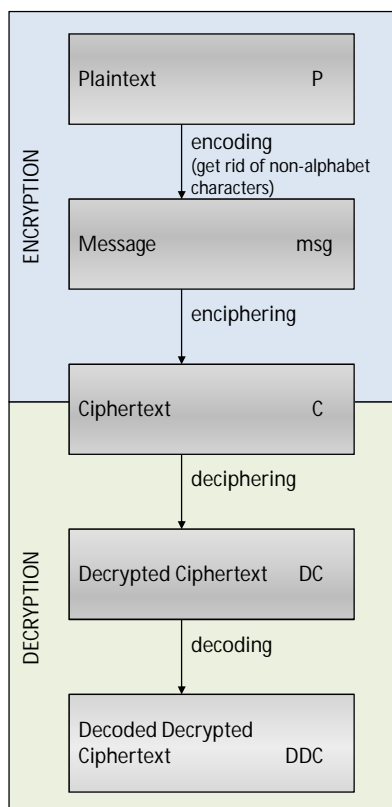 ENCRYPTION
Plaintext P
encoding
(get rid of non-alphabet
characters)
Message msg
enciphering
Ciphertext C
DECRYPTION
deciphering
Decrypted Ciphertext DC
decoding
Decoded Decrypted
Ciphertext DDC